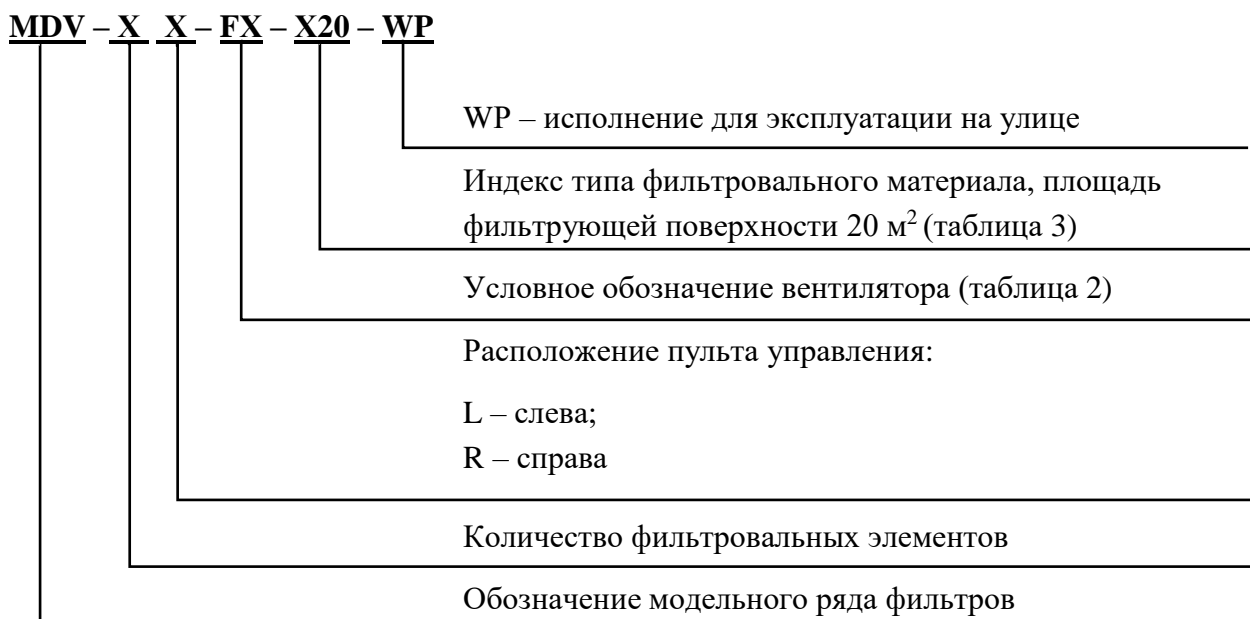 MDV – X X – FX – X20 – WP
WP – исполнение для эксплуатации на улице
Индекс типа фильтровального материала, площадь
фильтрующей поверхности 20 м² (таблица 3)
Условное обозначение вентилятора (таблица 2)
Расположение пульта управления:
L – слева;
R – справа
Количество фильтровальных элементов
Обозначение модельного ряда фильтров